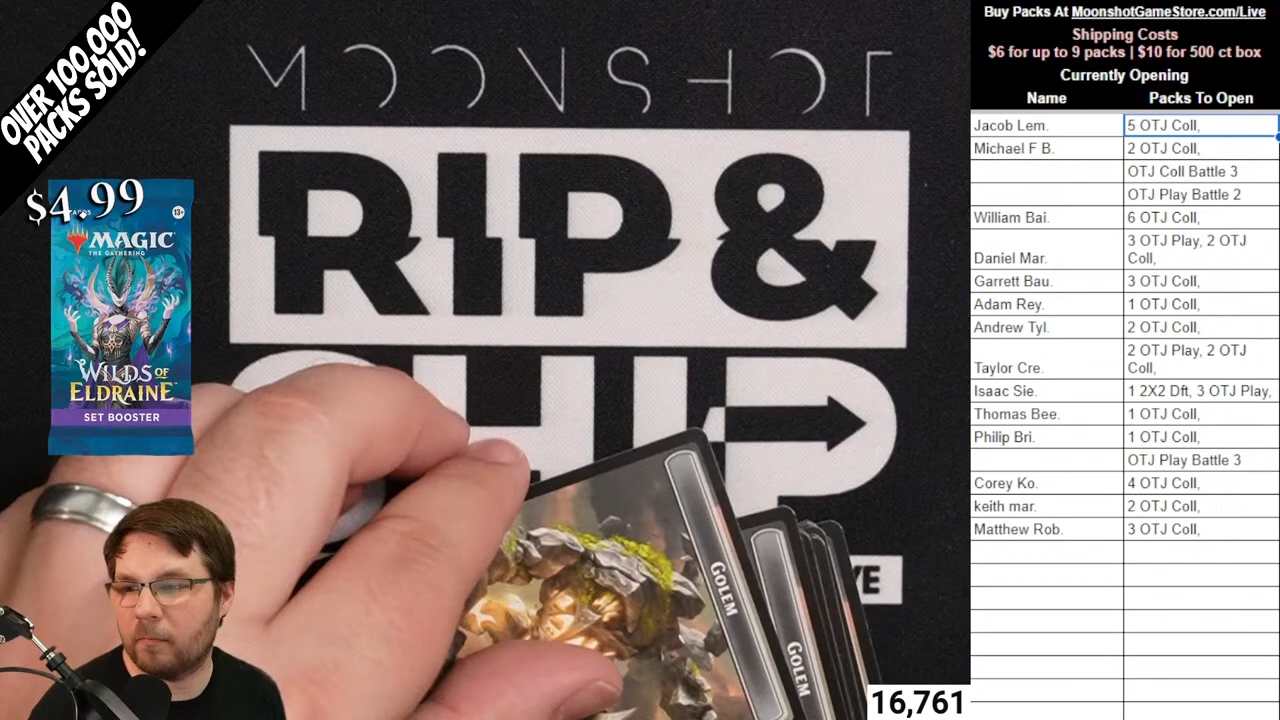 OVER 100,000
PACKS SOLD!
$4.99
13+
MAGIC
THE GATHERING
WILDS OF
ELDRAINE
SET BOOSTER
MOONSHOT
RIP &
SHIP
GOLEM
GOLEM
16,761
Buy Packs At MoonshotGameStore.com/Live
Shipping Costs
$6 for up to 9 packs | $10 for 500 ct box
Currently Opening
Name Packs To Open
Jacob Lem. 5 OTJ Coll,
Michael F B. 2 OTJ Coll,
OTJ Coll Battle 3
OTJ Play Battle 2
William Bai. 6 OTJ Coll,
3 OTJ Play, 2 OTJ
Daniel Mar. Coll,
Garrett Bau. 3 OTJ Coll,
Adam Rey. 1 OTJ Coll,
Andrew Tyl. 2 OTJ Coll,
2 OTJ Play, 2 OTJ
Taylor Cre. Coll,
Isaac Sie. 1 2X2 Dft, 3 OTJ Play,
Thomas Bee. 1 OTJ Coll,
Philip Bri. 1 OTJ Coll,
OTJ Play Battle 3
Corey Ko. 4 OTJ Coll,
keith mar. 2 OTJ Coll,
Matthew Rob. 3 OTJ Coll,